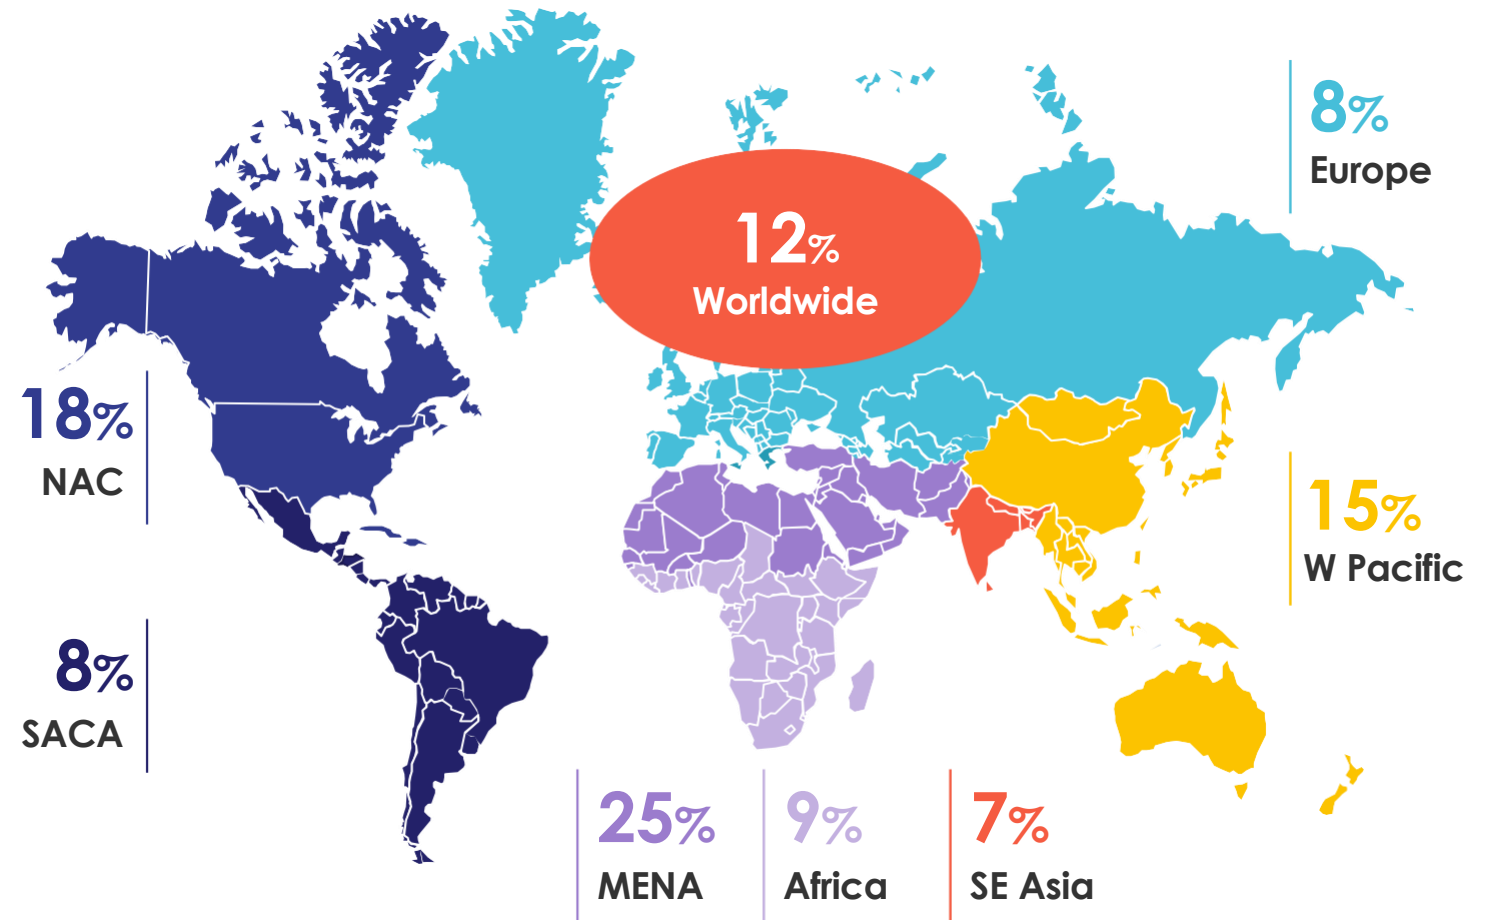 8%
Europe
12%
Worldwide
18%
NAC
15%
W Pacific
8%
SACA
25%
MENA
9%
Africa
7%
SE Asia